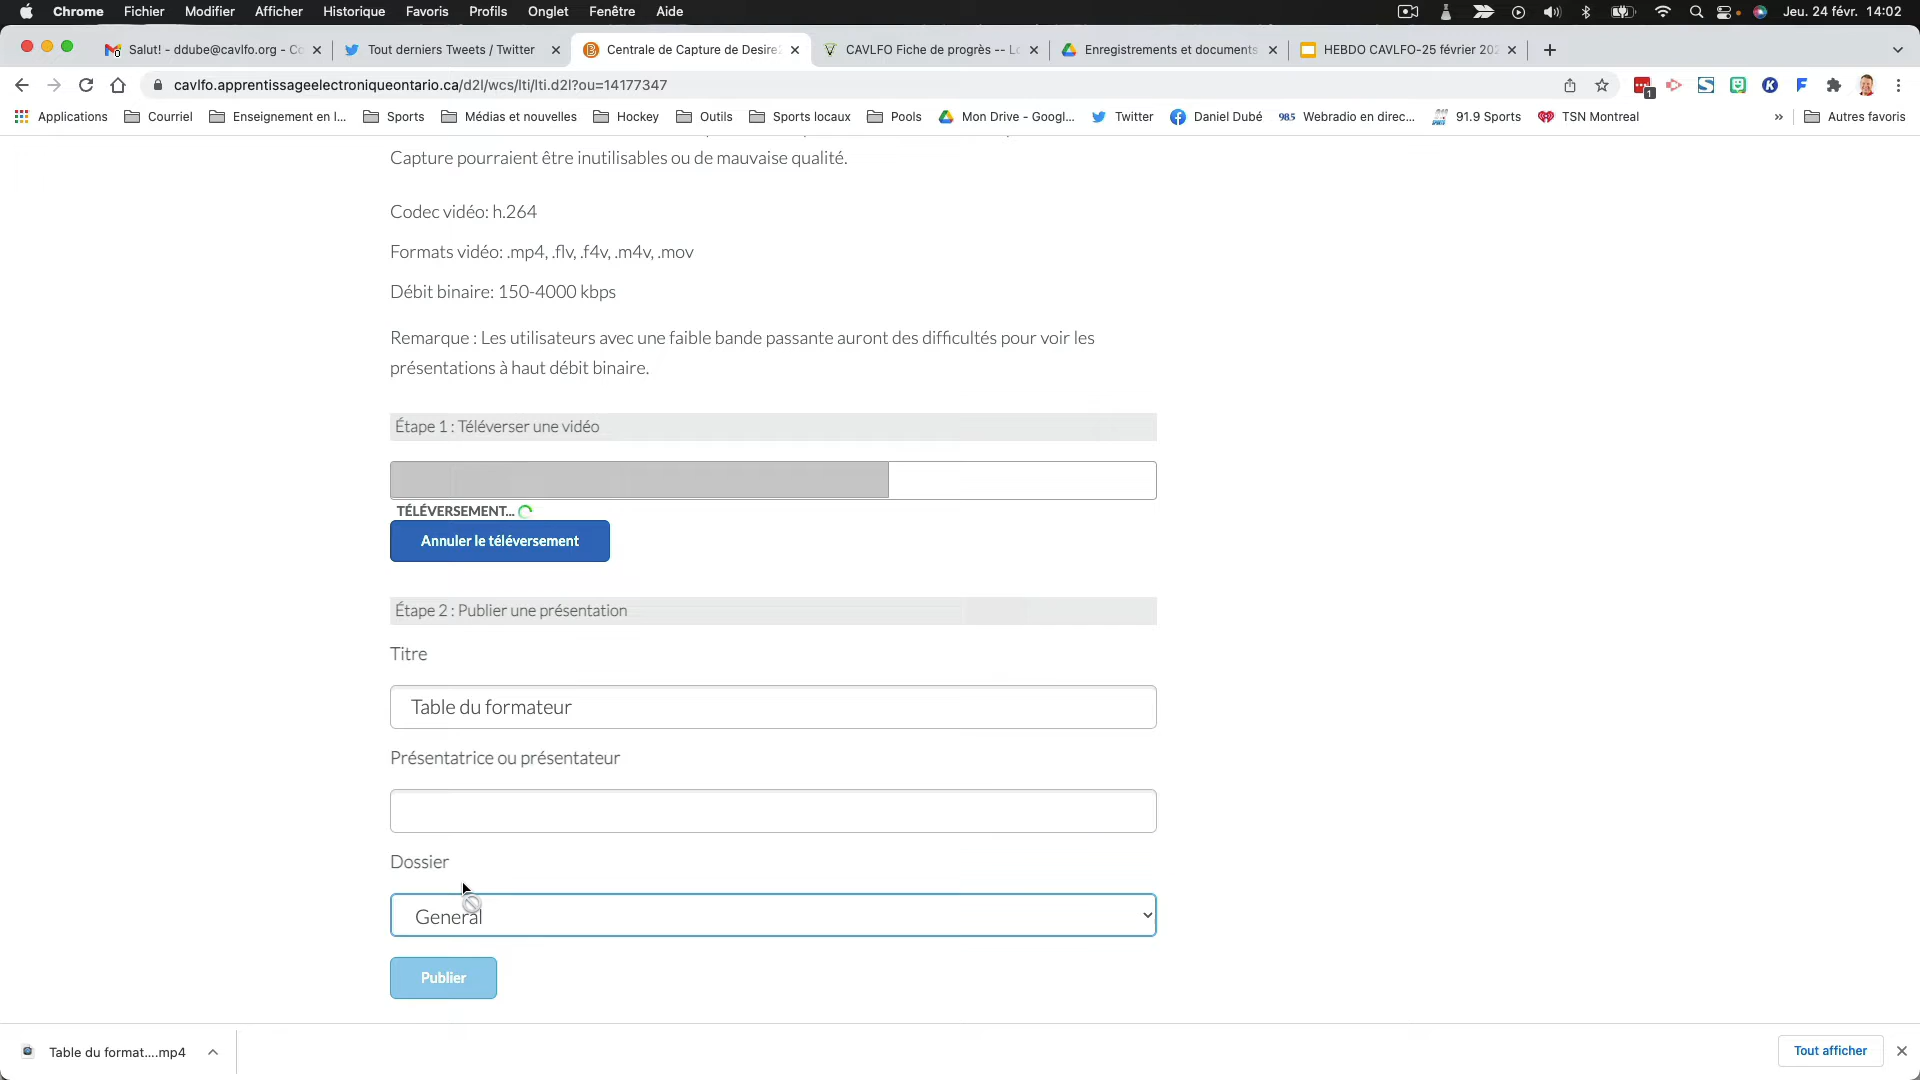 Chrome Fichier Modifier Afficher Historique Favoris Profils Onglet Fenêtre Aide Jeu. 24 févr. 14:02
Salut! - ddube@cavlfo.org - Co Tout derniers Tweets / Twitter Centrale de Capture de Desire2 CAVLFO Fiche de progrès -- Lo Enregistrements et documents HEBDO CAVLFO-25 février 202
cavlfo.apprentissageelectroniqueontario.ca/d2l/wcs/lti/lti.d2l?ou=14177347 1
Applications Courriel Enseignement en l... Sports Médias et nouvelles Hockey Outils Sports locaux Pools Mon Drive - Googl... Twitter Daniel Dubé 98.5 Webradio en direc... 91.9 Sports TSN Montreal » Autres favoris
Capture pourraient être inutilisables ou de mauvaise qualité.
Codec vidéo: h.264
Formats vidéo: .mp4, .flv, .f4v, .m4v, .mov
Débit binaire: 150-4000 kbps
Remarque : Les utilisateurs avec une faible bande passante auront des difficultés pour voir les
présentations à haut débit binaire.
Étape 1 : Téléverser une vidéo
TÉLÉVERSEMENT...
Annuler le téléversement
Étape 2 : Publier une présentation
Titre
Table du formateur
Présentatrice ou présentateur
Dossier
General
Publier
Table du format....mp4 Tout afficher